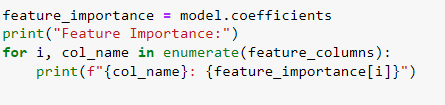 feature_importance = model.coefficients
print("Feature Importance:")
for i, col_name in enumerate(feature_columns):
    print(f"{col_name}: {feature_importance[i]}")